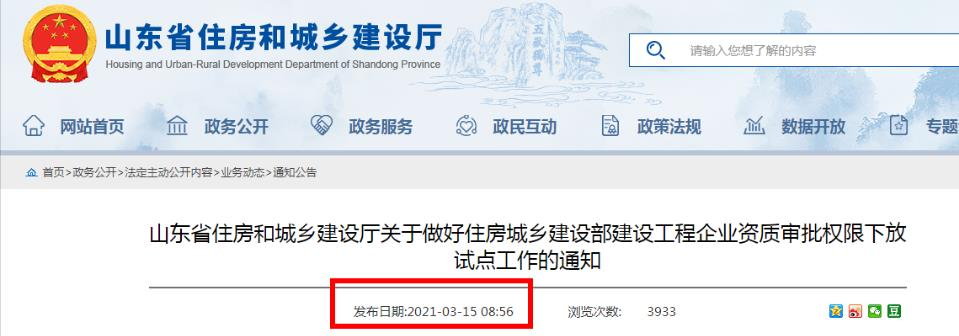 山东省住房和城乡建设厅
Housing and Urban-Rural Development Department of Shandong Province
请输入您想了解的内容
网站首页 政务公开 政务服务 政民互动 政策法规 数据开放 专题
首页>政务公开>法定主动公开内容>业务动态>通知公告
山东省住房和城乡建设厅关于做好住房城乡建设部建设工程企业资质审批权限下放
试点工作的通知
发布日期:2021-03-15 08:56 浏览次数: 3933
豆